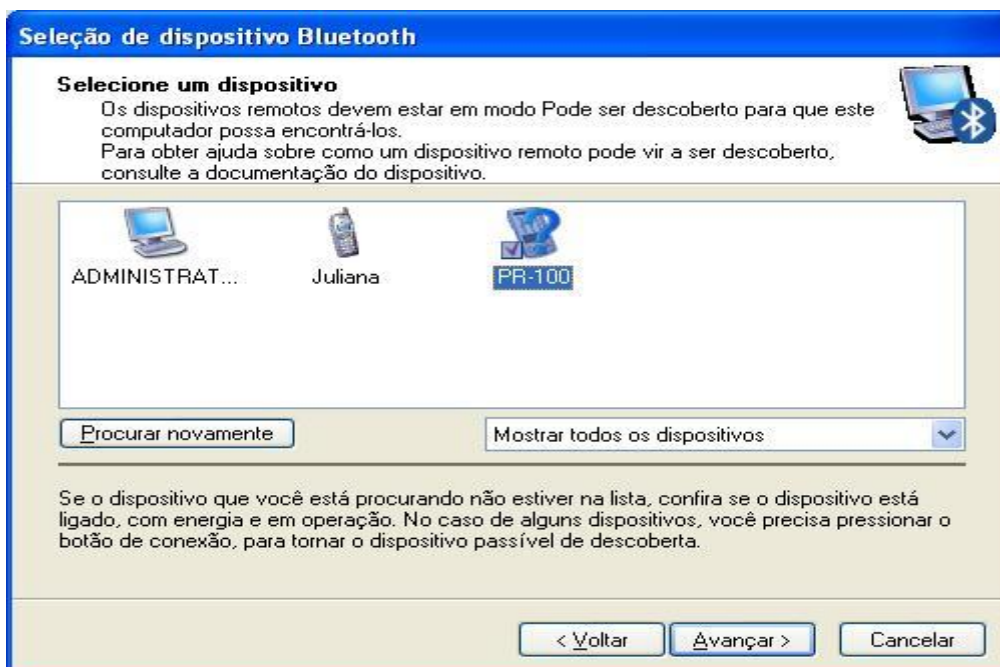 Seleção de dispositivo Bluetooth
Selecione um dispositivo
Os dispositivos remotos devem estar em modo Pode ser descoberto para que este
computador possa encontrá-los.
Para obter ajuda sobre como um dispositivo remoto pode vir a ser descoberto,
consulte a documentação do dispositivo.
ADMINISTRAT... Juliana PR-100
Procurar novamente Mostrar todos os dispositivos
Se o dispositivo que você está procurando não estiver na lista, confira se o dispositivo está
ligado, com energia e em operação. No caso de alguns dispositivos, você precisa pressionar o
botão de conexão, para tornar o dispositivo passível de descoberta.
< Voltar Avançar > Cancelar